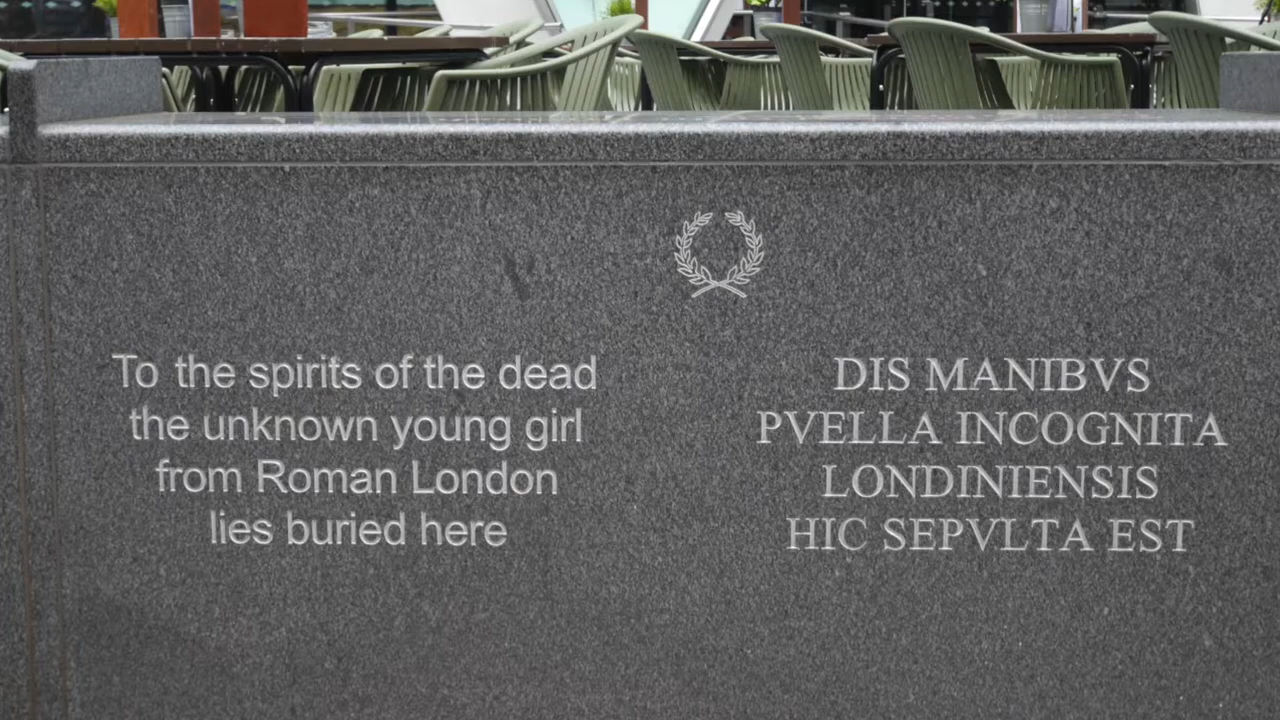 To the spirits of the dead
the unknown young girl
from Roman London
lies buried here
DIS MANIBVS
PVELLA INCOGNITA
LONDINIENSIS
HIC SEPVLTA EST